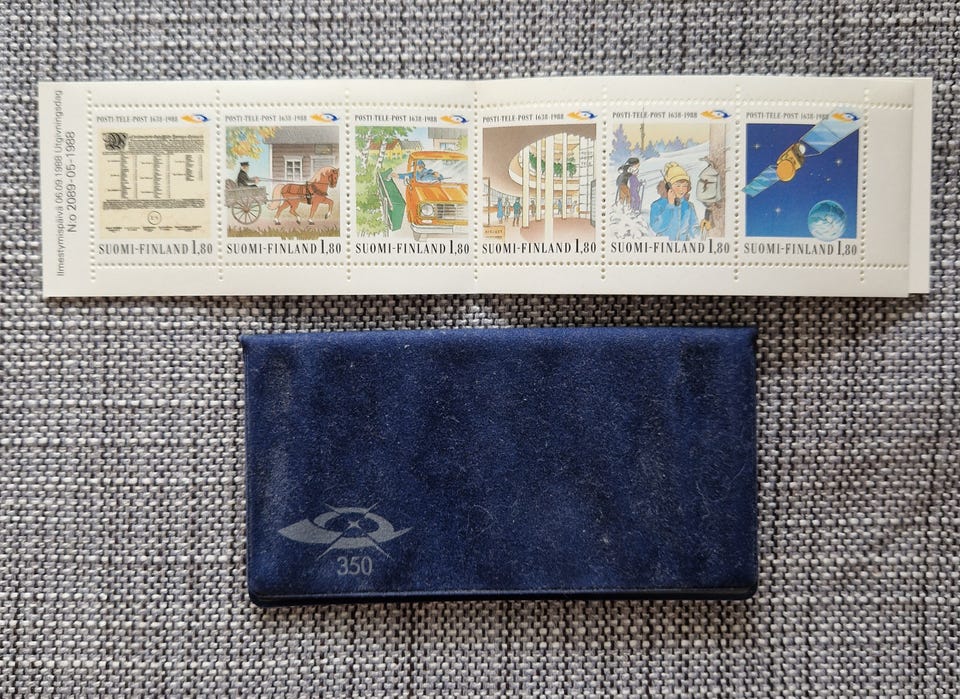 Ilmestymispäivä 06.09.1988 Utgivningsdag
N:o 2089-05-1988
POSTI-TELE-POST 1638-1988
SUOMI-FINLAND 1,80
POSTI-TELE-POST 1638-1988
SUOMI-FINLAND 1,80
POSTI-TELE-POST 1638-1988
SUOMI-FINLAND 1,80
POSTI-TELE-POST 1638-1988
SUOMI-FINLAND 1,80
POSTI-TELE-POST 1638-1988
SUOMI-FINLAND 1,80
POSTI-TELE-POST 1638-1988
SUOMI-FINLAND 1,80
350